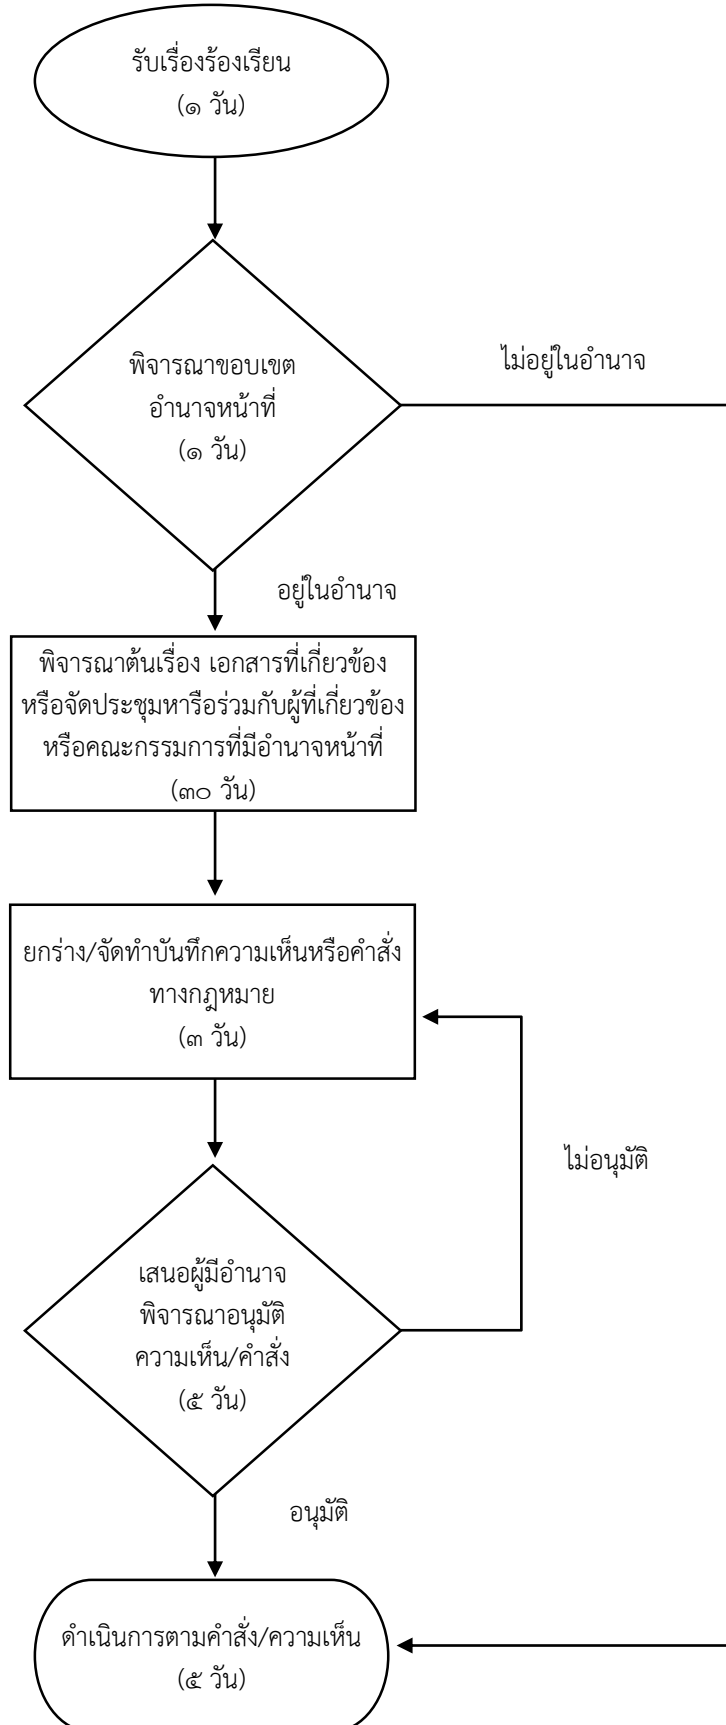 รับเรื่องร้องเรียน
(๑ วัน)
พิจารณาขอบเขต
อำนาจหน้าที่
(๑ วัน)
ไม่อยู่ในอำนาจ
อยู่ในอำนาจ
พิจารณาต้นเรื่อง เอกสารที่เกี่ยวข้อง
หรือจัดประชุมหารือร่วมกับผู้ที่เกี่ยวข้อง
หรือคณะกรรมการที่มีอำนาจหน้าที่
(๓๐ วัน)
ยกร่าง/จัดทำบันทึกความเห็นหรือคำสั่ง
ทางกฎหมาย
(๓ วัน)
ไม่อนุมัติ
เสนอผู้มีอำนาจ
พิจารณาอนุมัติ
ความเห็น/คำสั่ง
(๕ วัน)
อนุมัติ
ดำเนินการตามคำสั่ง/ความเห็น
(๕ วัน)